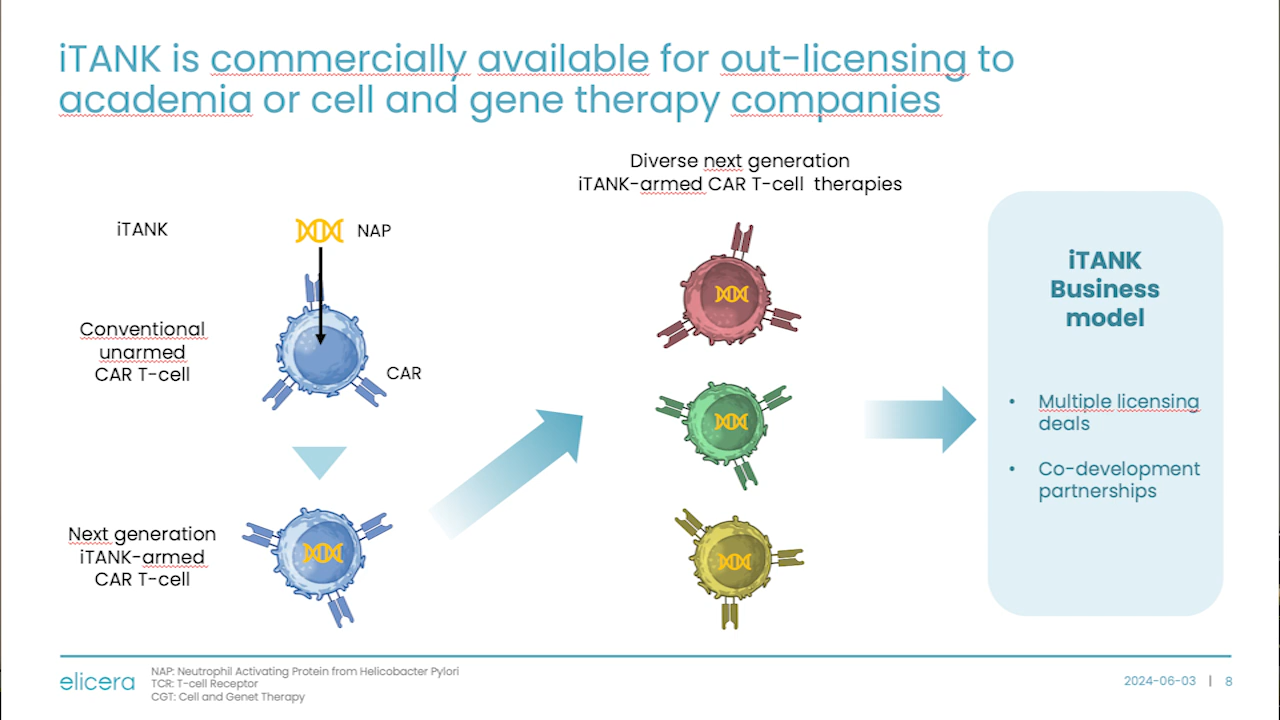 iTANK is commercially available for out-licensing to
academia or cell and gene therapy companies
iTANK
NAP
Conventional
unarmed
CAR T-cell
CAR
Next generation
iTANK-armed
CAR T-cell
Diverse next generation
iTANK-armed CAR T-cell therapies
iTANK
Business
model
• Multiple licensing
deals
• Co-development
partnerships
elicera
NAP: Neutrophil Activating Protein from Helicobacter Pylori
TCR: T-cell Receptor
CGT: Cell and Genet Therapy
2024-06-03 | 8